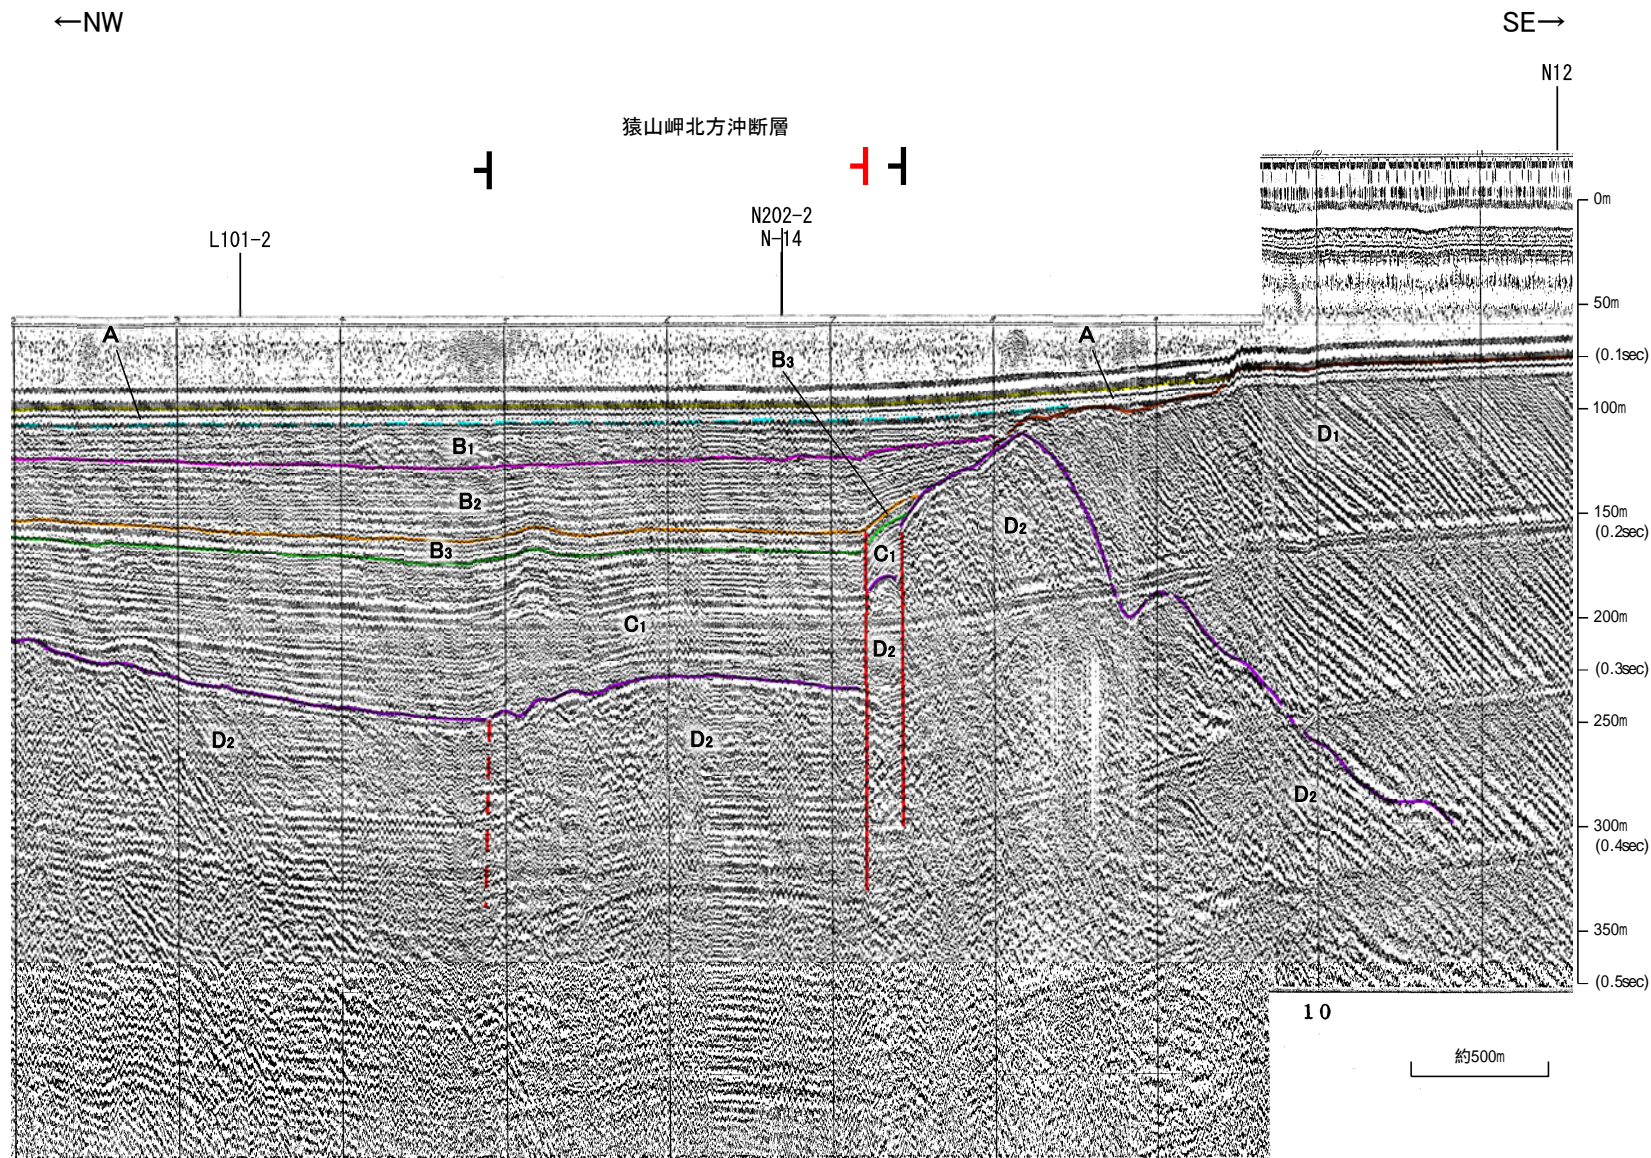 ←NW
SE→
N12
猿山岬北方沖断層
0m
N202-2
N-14
L101-2
50m
A
B3
A
(0.1sec)
100m
B1
D1
B2
150m
D2
(0.2sec)
B3
C1
C1
200m
D2
(0.3sec)
250m
D2
D2
D2
300m
(0.4sec)
350m
(0.5sec)
10
約500m